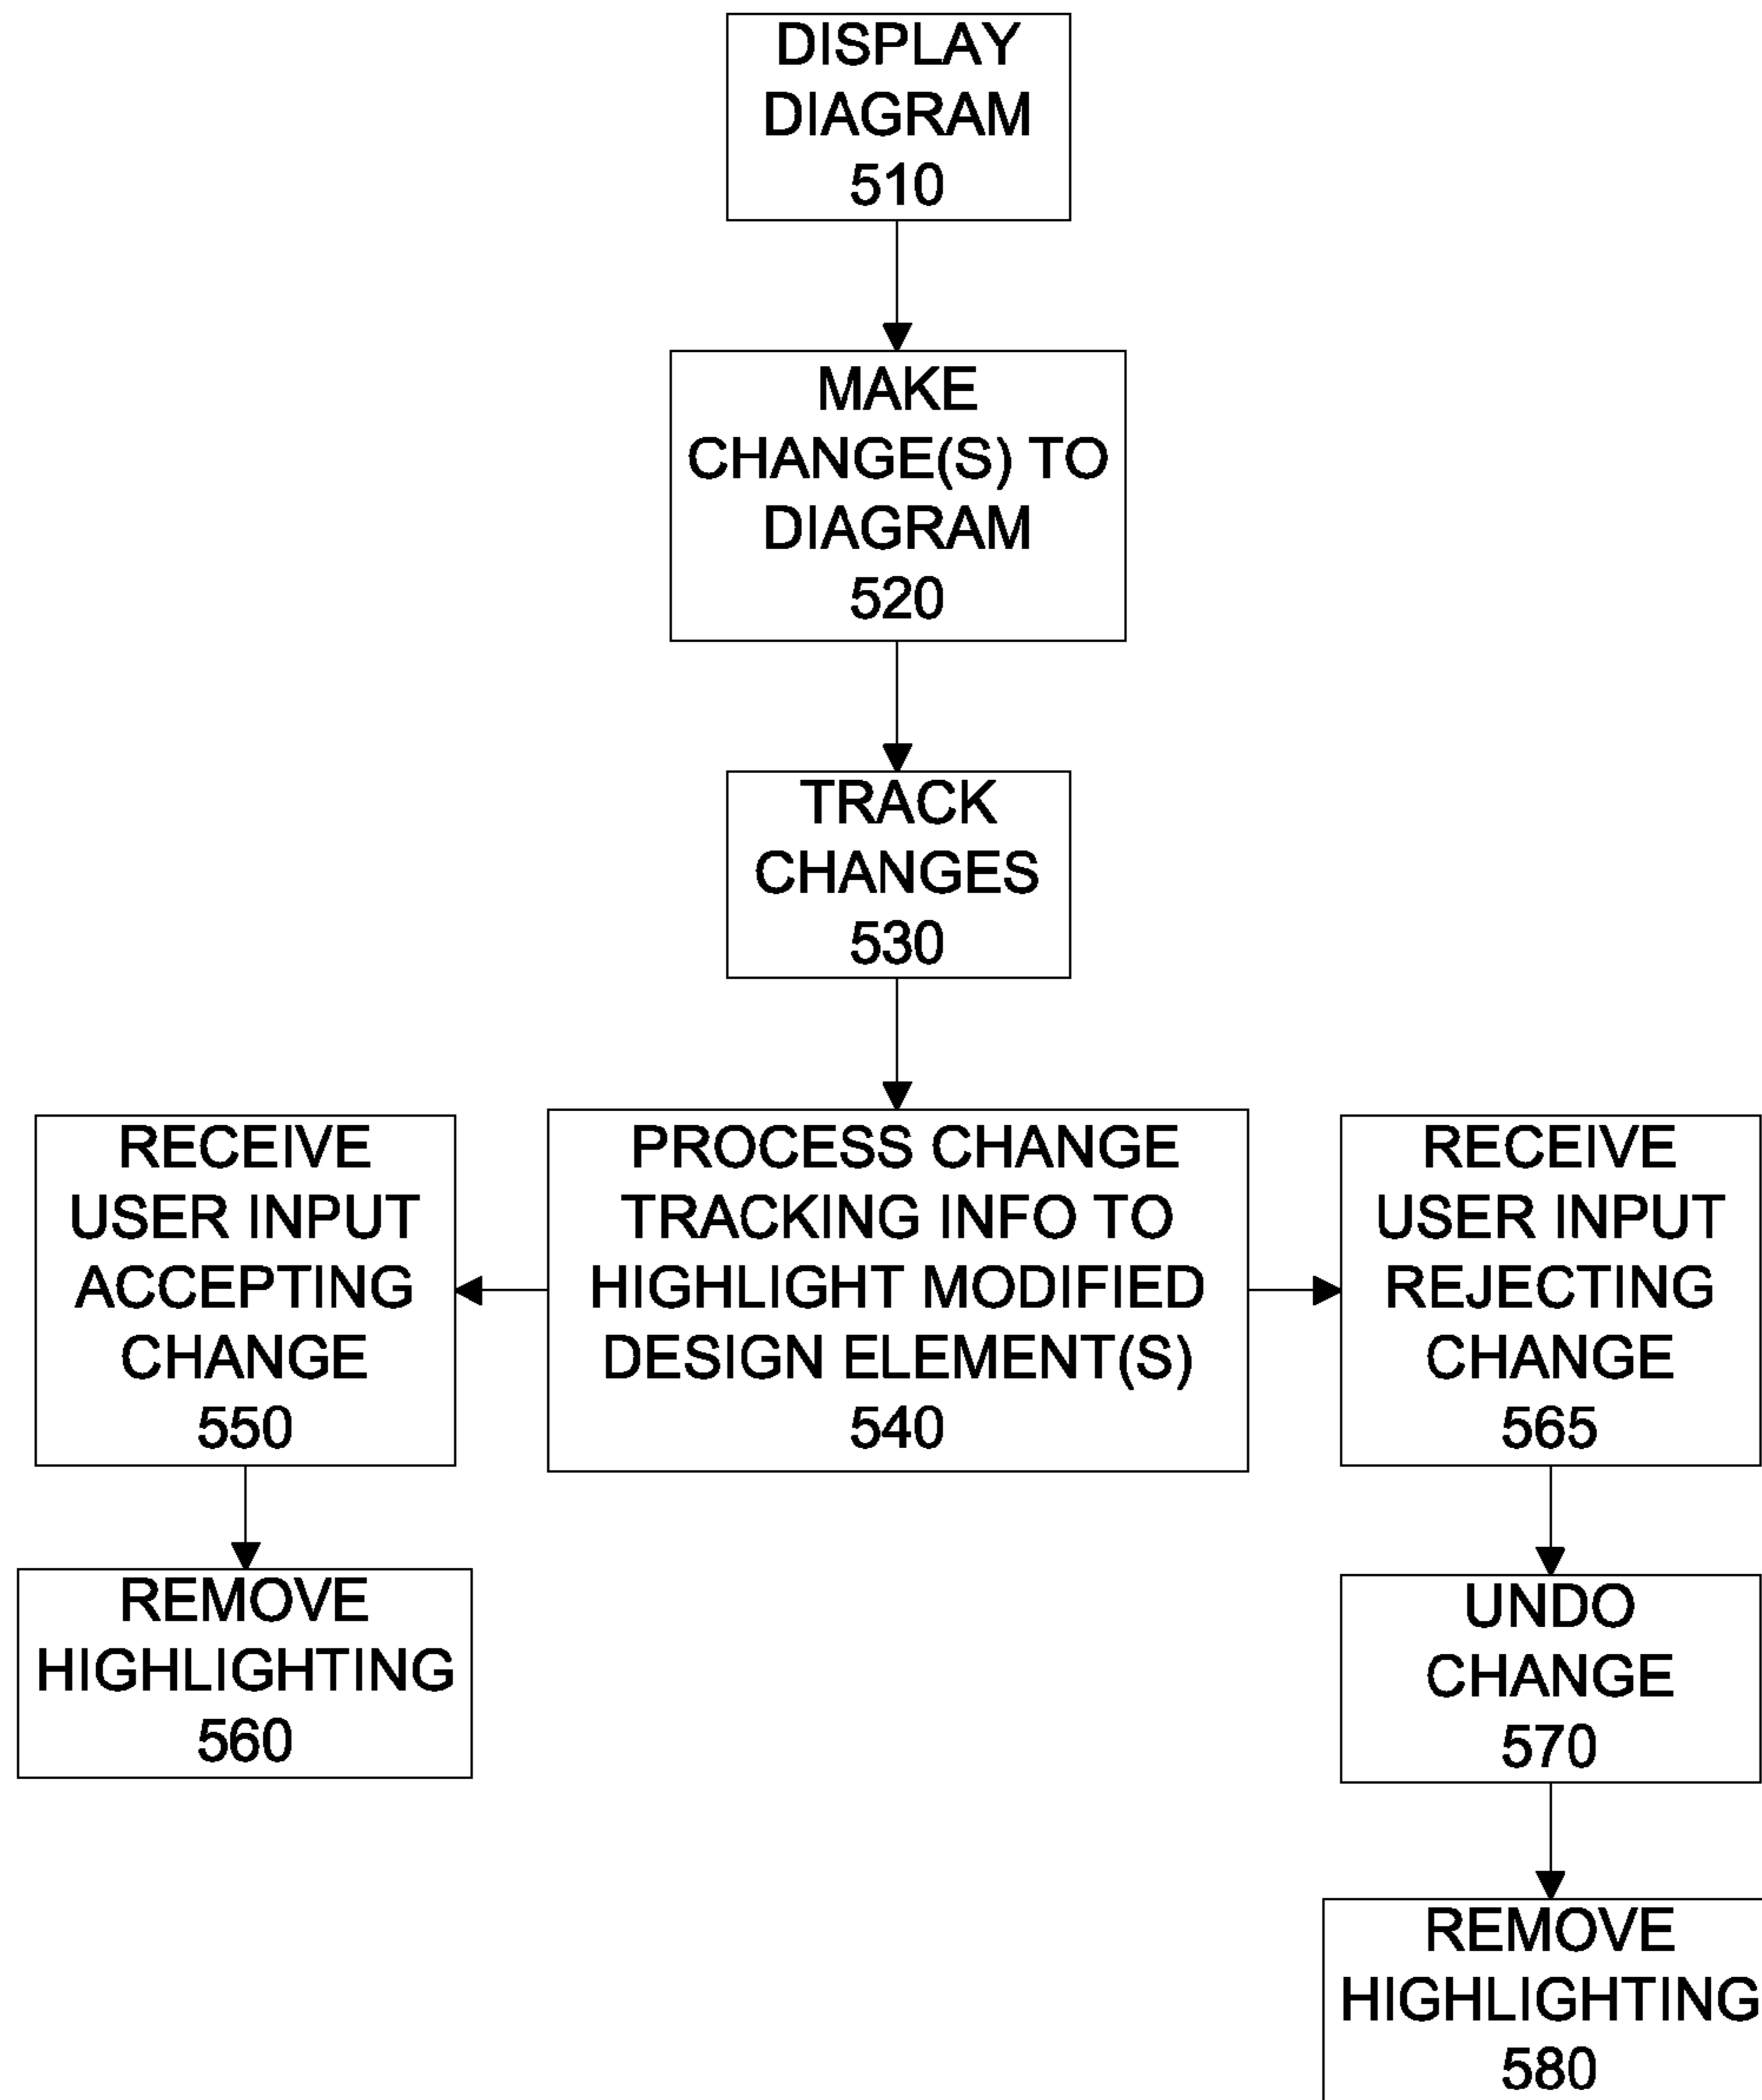 DISPLAY
DIAGRAM
510
MAKE
CHANGE(S) TO
DIAGRAM
520
TRACK
CHANGES
530
RECEIVE
USER INPUT
ACCEPTING
CHANGE
550
PROCESS CHANGE
TRACKING INFO TO
HIGHLIGHT MODIFIED
DESIGN ELEMENT(S)
540
RECEIVE
USER INPUT
REJECTING
CHANGE
565
REMOVE
HIGHLIGHTING
560
UNDO
CHANGE
570
REMOVE
HIGHLIGHTING
580